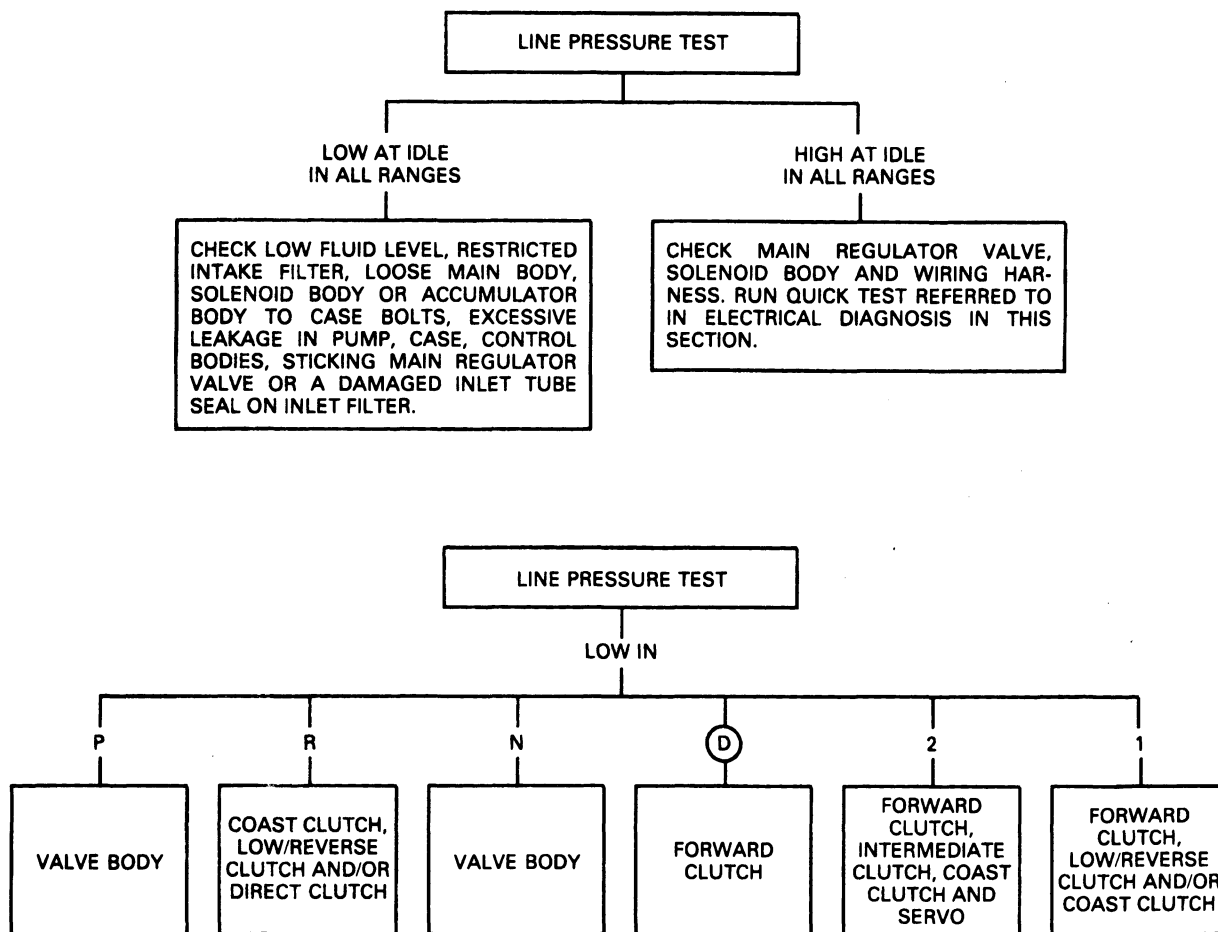 LINE PRESSURE TEST
LOW AT IDLE
IN ALL RANGES
HIGH AT IDLE
IN ALL RANGES
CHECK LOW FLUID LEVEL, RESTRICTED
INTAKE FILTER, LOOSE MAIN BODY,
SOLENOID BODY OR ACCUMULATOR
BODY TO CASE BOLTS, EXCESSIVE
LEAKAGE IN PUMP, CASE, CONTROL
BODIES, STICKING MAIN REGULATOR
VALVE OR A DAMAGED INLET TUBE
SEAL ON INLET FILTER.
CHECK MAIN REGULATOR VALVE,
SOLENOID BODY AND WIRING HAR-
NESS. RUN QUICK TEST REFERRED TO
IN ELECTRICAL DIAGNOSIS IN THIS
SECTION.
LINE PRESSURE TEST
LOW IN
P
R
N
D
2
1
VALVE BODY
COAST CLUTCH,
LOW/REVERSE
CLUTCH AND/OR
DIRECT CLUTCH
VALVE BODY
FORWARD
CLUTCH
FORWARD
CLUTCH,
INTERMEDIATE
CLUTCH, COAST
CLUTCH AND
SERVO
FORWARD
CLUTCH,
LOW/REVERSE
CLUTCH AND/OR
COAST CLUTCH